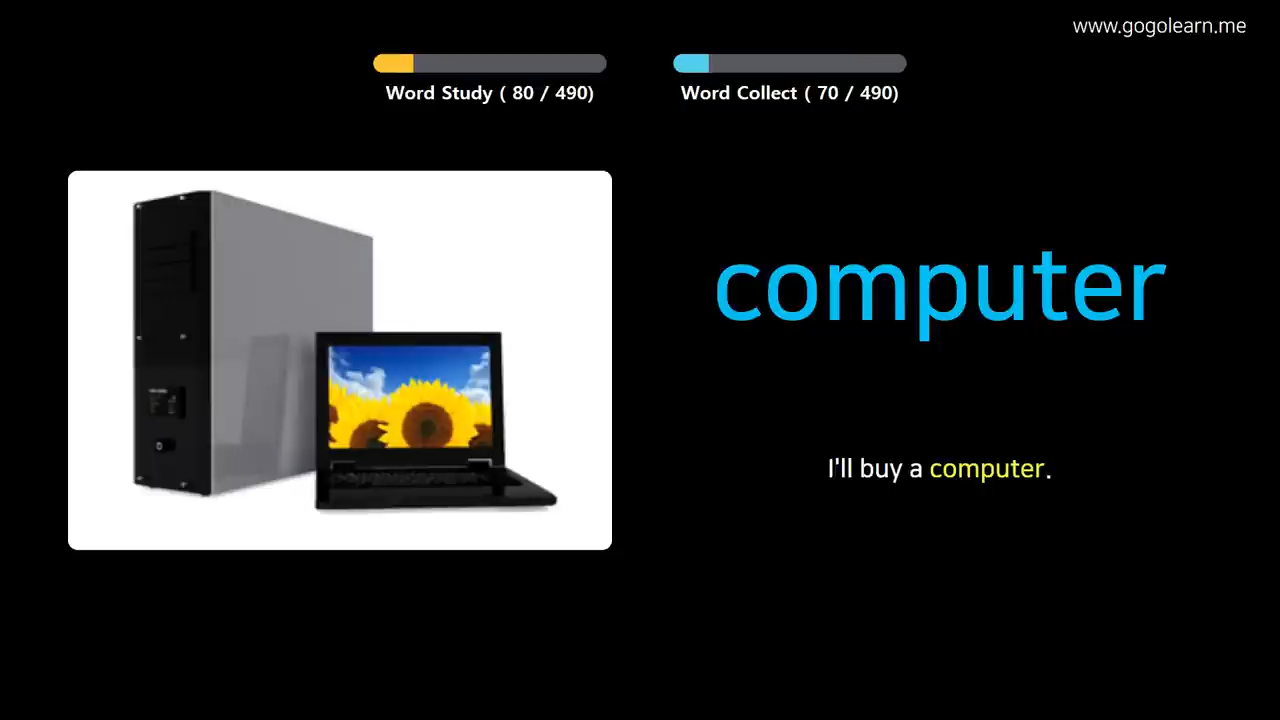 www.gogolearn.me
Word Study ( 80 / 490)
Word Collect ( 70 / 490)
computer
I'll buy a computer.